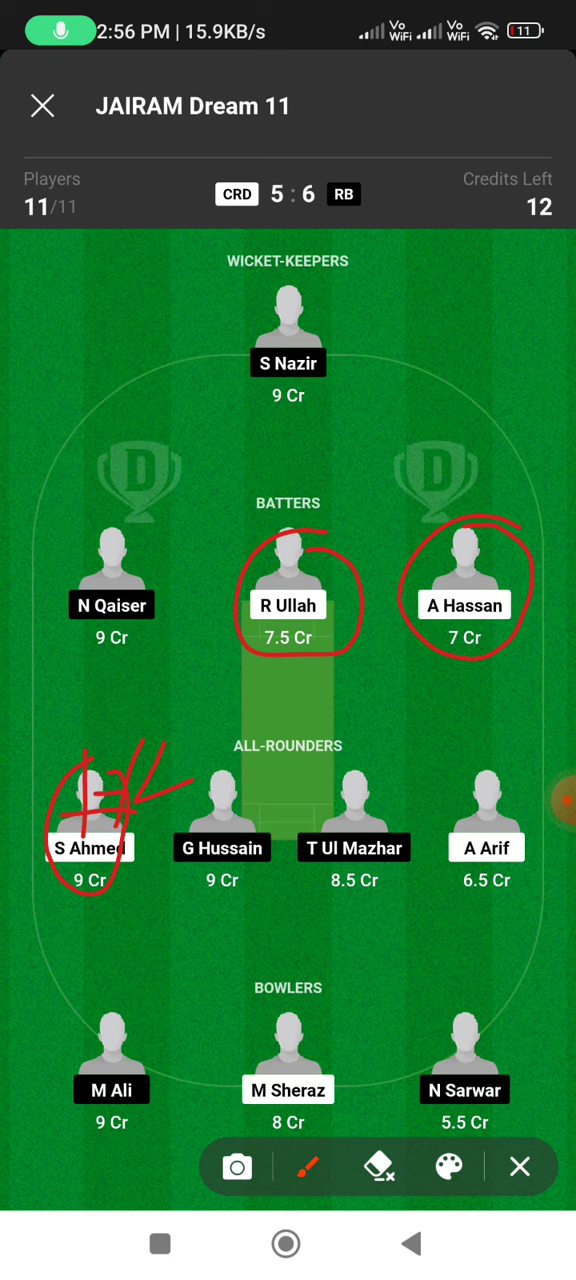 2:56 PM | 15.9KB/s Vo WiFi Vo WiFi 11
JAIRAM Dream 11
Players Credits Left
11/11 CRD 5 : 6 RB 12
WICKET-KEEPERS
S Nazir
9 Cr
D D
BATTERS
N Qaiser R Ullah A Hassan
9 Cr 7.5 Cr 7 Cr
ALL-ROUNDERS
S Ahmed G Hussain T Ul Mazhar A Arif
9 Cr 9 Cr 8.5 Cr 6.5 Cr
BOWLERS
M Ali M Sheraz N Sarwar
9 Cr 8 Cr 5.5 Cr